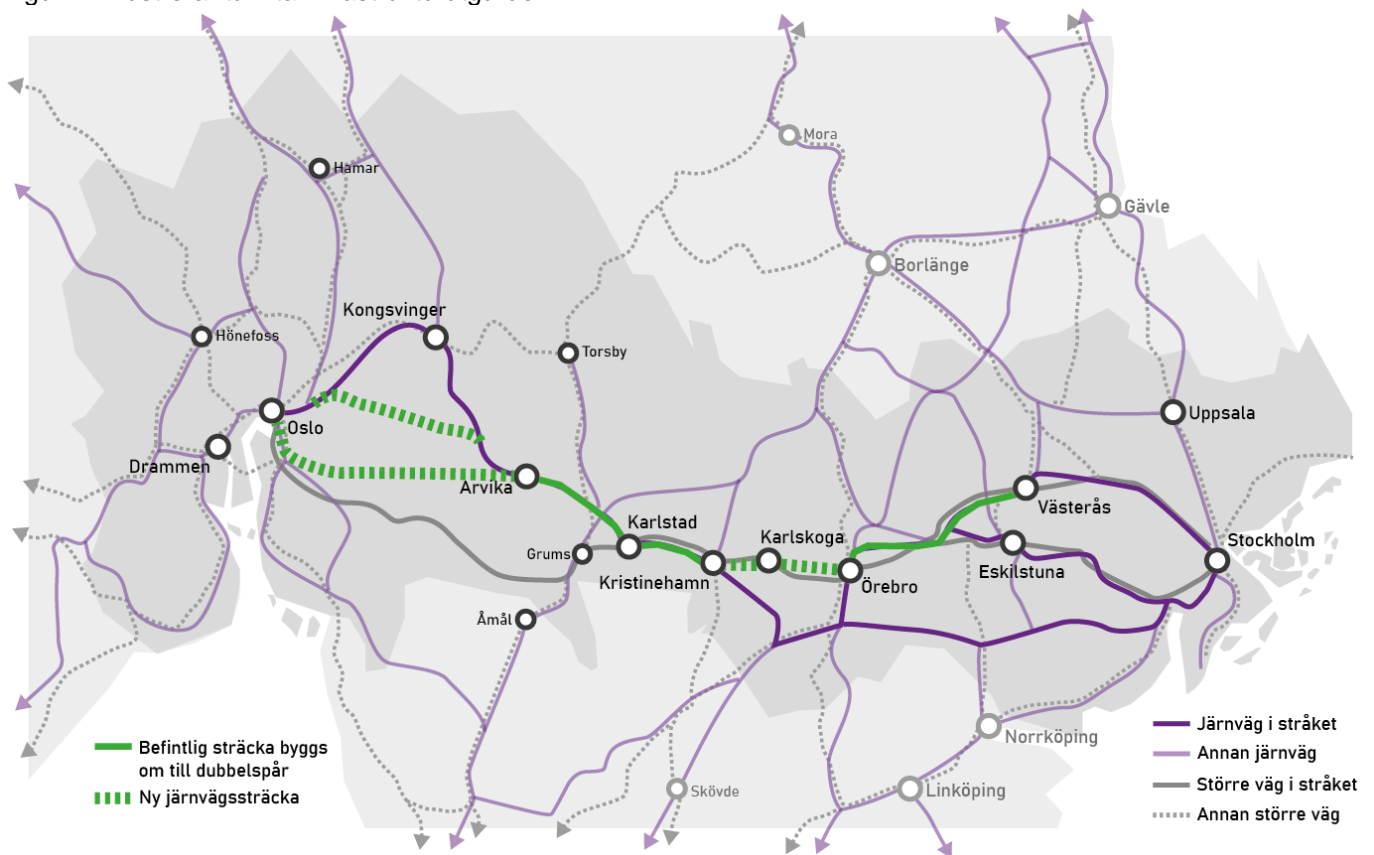 Mora
Hamar
Gävle
Borlänge
Kongsvinger
Hönefoss
Torsby
Uppsala
Oslo
Drammen
Arvika
Västerås
Karlstad
Karlskoga
Stockholm
Grums
Kristinehamn
Eskilstuna
Örebro
Åmål
Järnväg i stråket
Norrköping
Befintlig sträcka byggs
om till dubbelspår
Annan järnväg
Större väg i stråket
Ny järnvägssträcka
Skövde
Linköping
Annan större väg